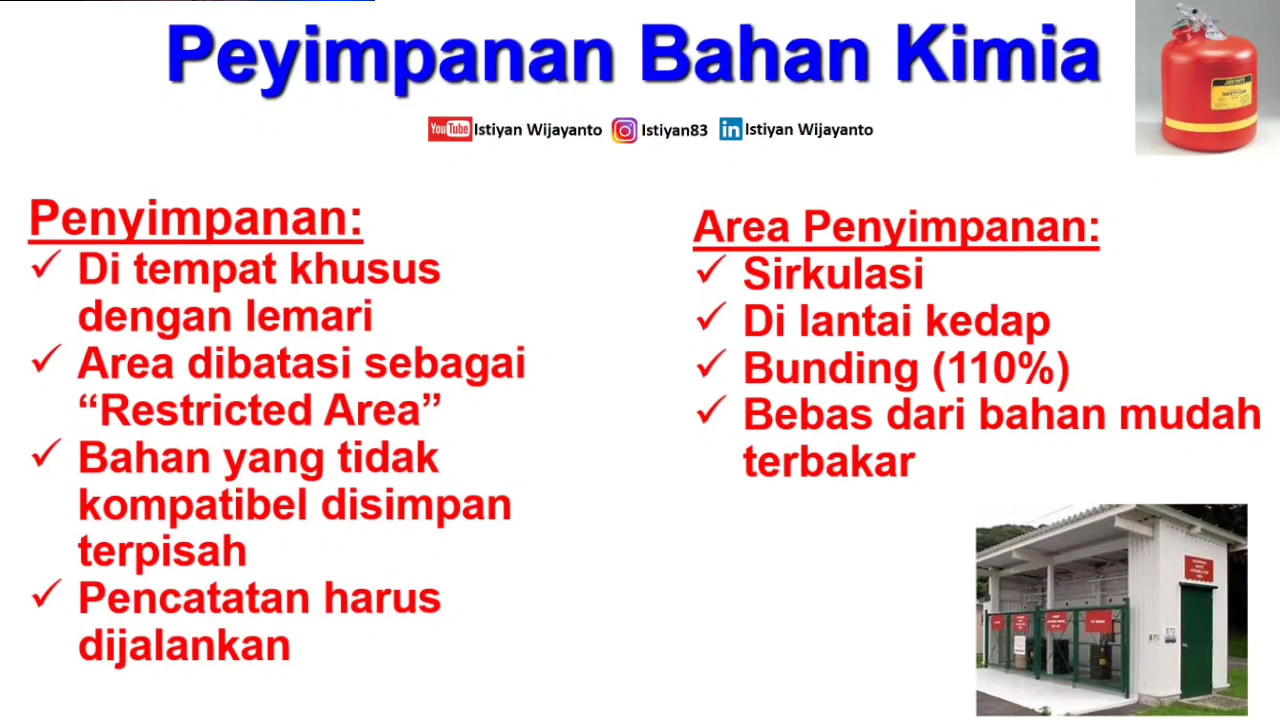 Peyimpanan Bahan Kimia
YouTube Istiyan Wijayanto Istiyan83 in Istiyan Wijayanto
Penyimpanan:
✓ Di tempat khusus
dengan lemari
✓ Area dibatasi sebagai
“Restricted Area”
✓ Bahan yang tidak
kompatibel disimpan
terpisah
✓ Pencatatan harus
dijalankan
Area Penyimpanan:
✓ Sirkulasi
✓ Di lantai kedap
✓ Bunding (110%)
✓ Bebas dari bahan mudah
terbakar